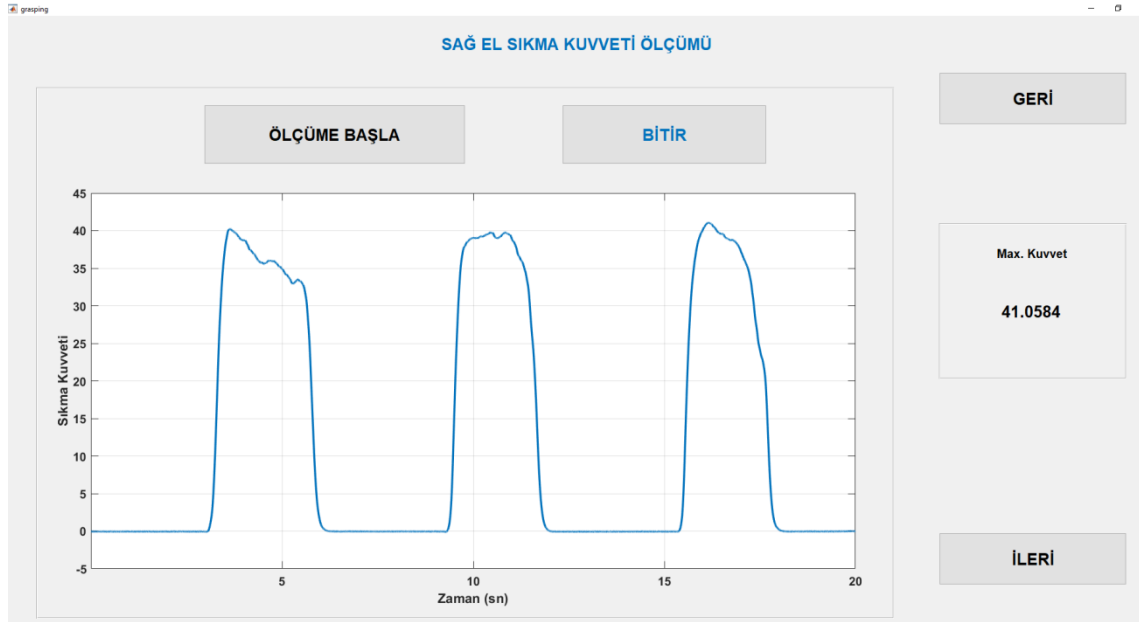 grasping
SAĞ EL SIKMA KUVVETİ ÖLÇÜMÜ
GERİ
ÖLÇÜME BAŞLA
BİTİR
45
40
35
30
25
20
15
10
5
0
-5
Sıkma Kuvveti
5
10
15
20
Zaman (sn)
Max. Kuvvet
41.0584
İLERİ